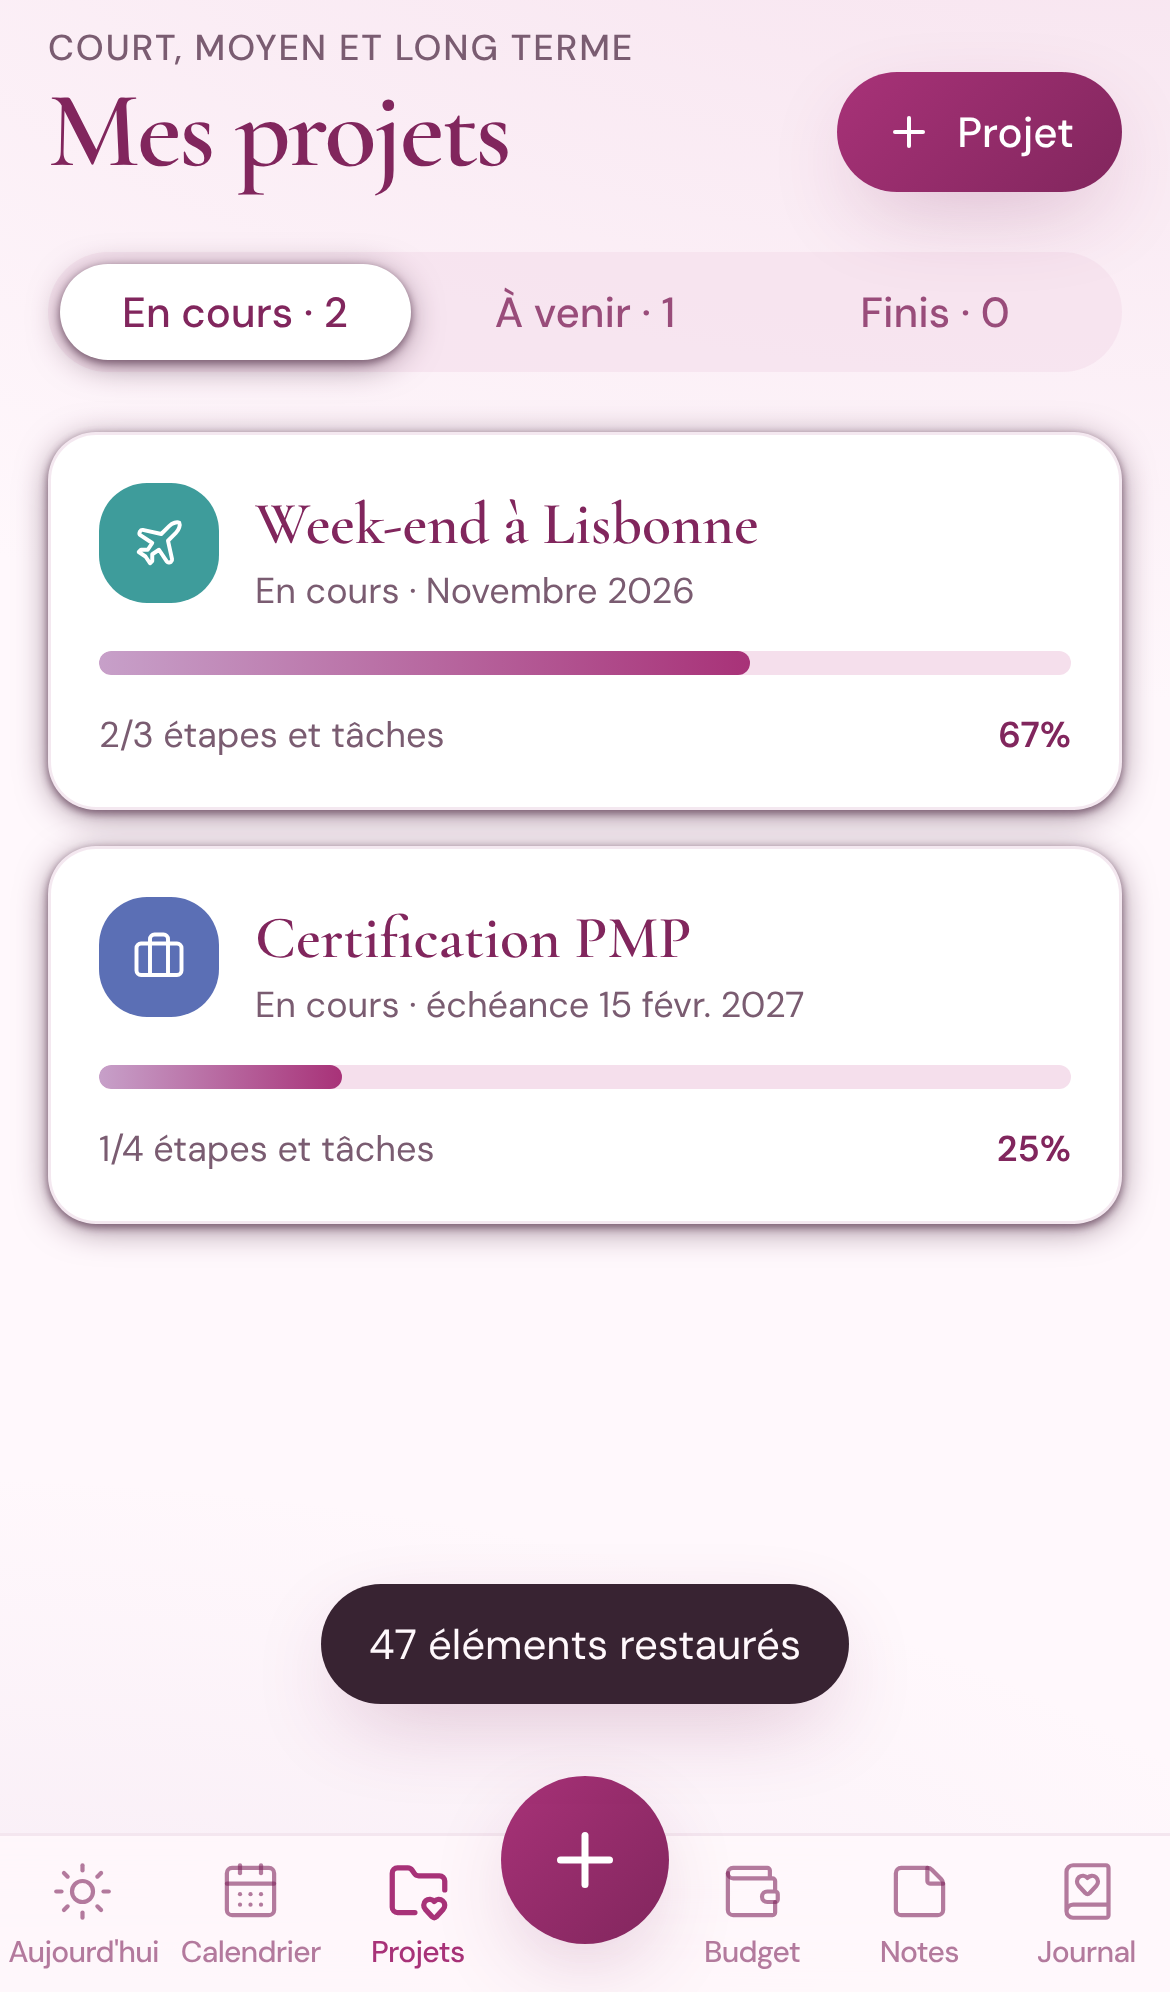 COURT, MOYEN ET LONG TERME
Mes projets
Projet
En cours · 2
À venir · 1
Finis · 0
Week-end à Lisbonne
En cours · Novembre 2026
2/3 étapes et tâches
67%
Certification PMP
En cours · échéance 15 févr. 2027
1/4 étapes et tâches
25%
47 éléments restaurés
Aujourd'hui
Calendrier
Projets
Budget
Notes
Journal